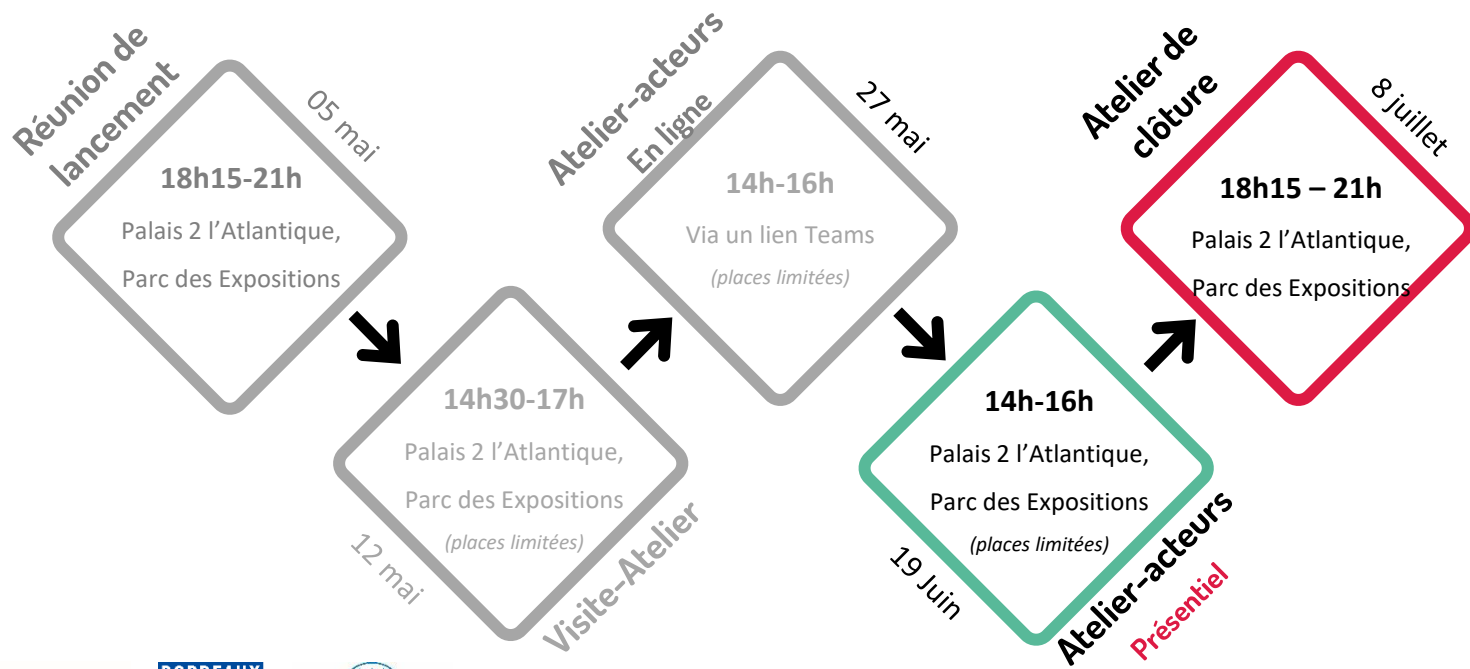 Réunion de
lancement
05 mai
18h15-21h
Palais 2 l’Atlantique,
Parc des Expositions
14h30-17h
Palais 2 l’Atlantique,
Parc des Expositions
(places limitées)
12 mai
Visite-Atelier
Atelier-acteurs
En ligne
27 mai
14h-16h
Via un lien Teams
(places limitées)
14h-16h
Palais 2 l’Atlantique,
Parc des Expositions
(places limitées)
19 Juin
Atelier-acteurs
Présentiel
Atelier de
clôture
8 juillet
18h15 – 21h
Palais 2 l’Atlantique,
Parc des Expositions
BORDEAUX